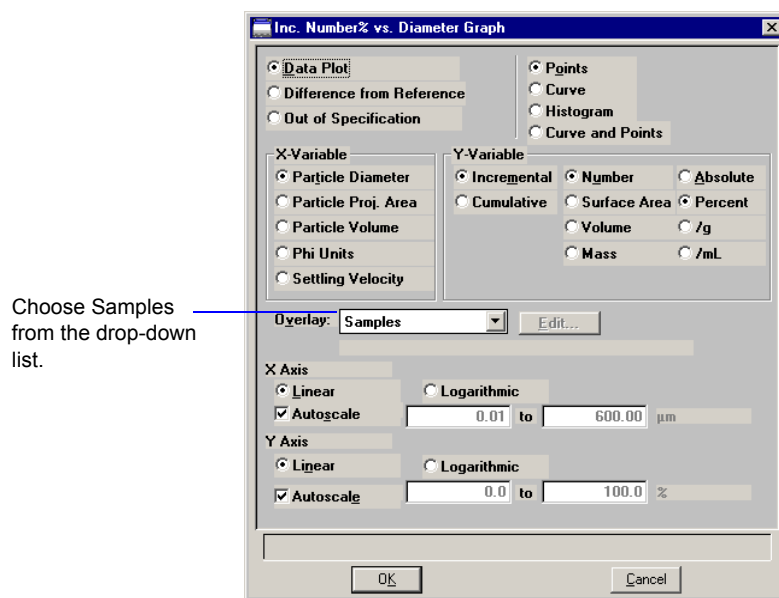 Inc. Number% vs. Diameter Graph
Data Plot
Difference from Reference
Out of Specification
Points
Curve
Histogram
Curve and Points
X-Variable
Particle Diameter
Particle Proj. Area
Particle Volume
Phi Units
Settling Velocity
Y-Variable
Incremental Number Absolute
Cumulative Surface Area Percent
Volume /g
Mass /mL
Choose Samples
from the drop-down
list.
Overlay: Samples Edit...
X Axis
Linear Logarithmic
Autoscale 0.01 to 600.00 µm
Y Axis
Linear Logarithmic
Autoscale 0.0 to 100.0 %
OK Cancel